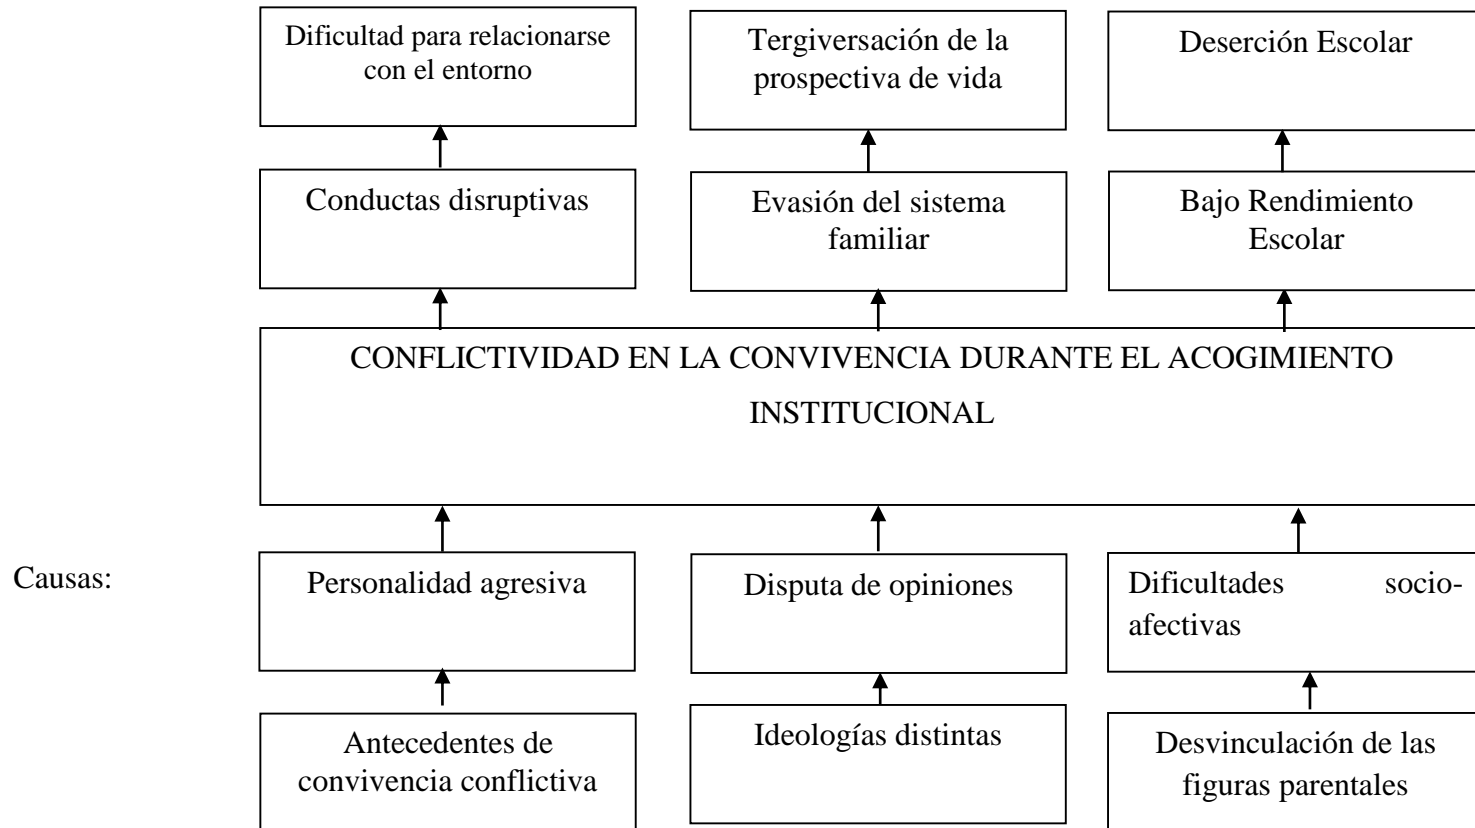 Dificultad para relacionarse
con el entorno
Tergiversación de la
prospectiva de vida
Deserción Escolar
Conductas disruptivas
Evasión del sistema
familiar
Bajo Rendimiento
Escolar
CONFLICTIVIDAD EN LA CONVIVENCIA DURANTE EL ACOGIMIENTO
INSTITUCIONAL
Causas:
Personalidad agresiva
Disputa de opiniones
Dificultades socio-
afectivas
Antecedentes de
convivencia conflictiva
Ideologías distintas
Desvinculación de las
figuras parentales